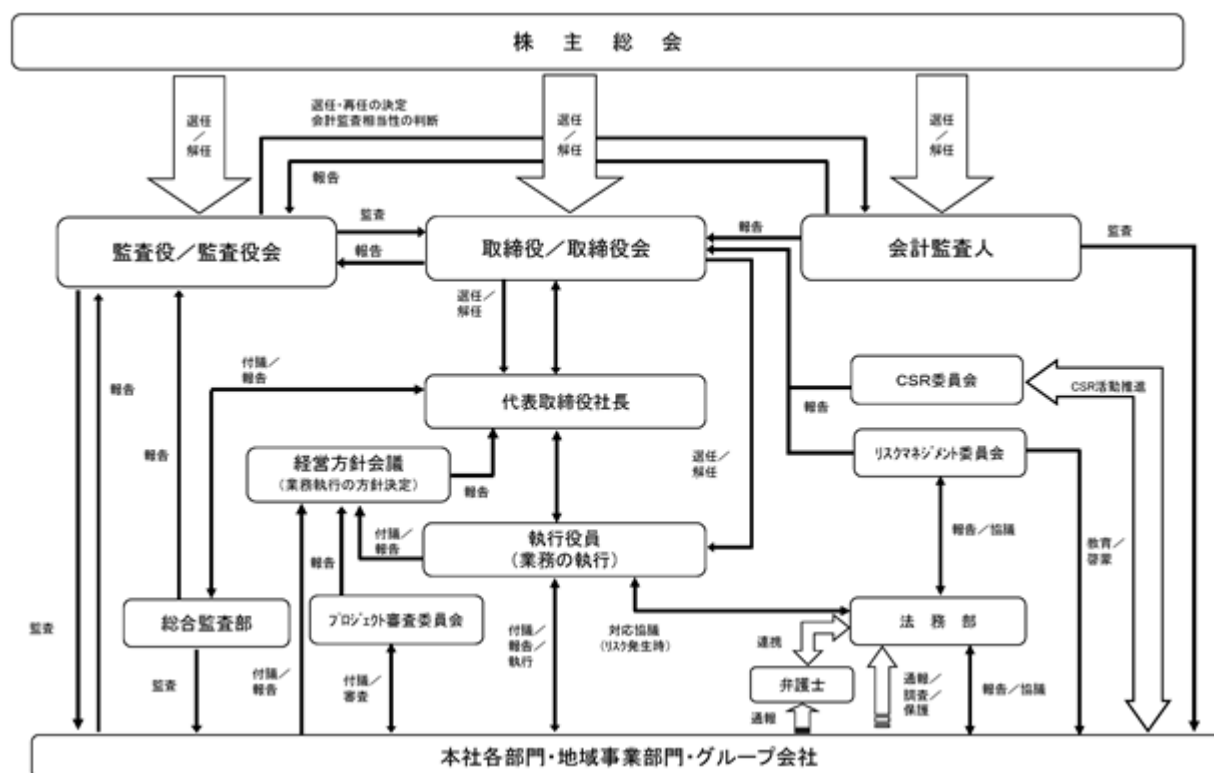 株 主 総 会
選任
/
解任
選任・再任の決定
会計監査相当性の判断
選任
/
解任
選任
/
解任
報告
監査役／監査役会
監査
報告
取締役／取締役会
報告
会計監査人
監査
選任／
解任
付議／
報告
報告
報告
代表取締役社長
CSR委員会
CSR活動推進
報告
経営方針会議
(業務執行の方針決定)
報告
選任／
解任
リスクマネジメント委員会
付議／
報告
執行役員
(業務の執行)
報告
報告／協議
教育／
啓蒙
総合監査部
プロジェクト審査委員会
監査
付議／
報告
／
執行
対応協議
(リスク発生時)
法 務 部
連携
監査
付議／
報告
付議／
審査
弁護士
通報
通報／
調査／
保護
報告／協議
本社各部門・地域事業部門・グループ会社